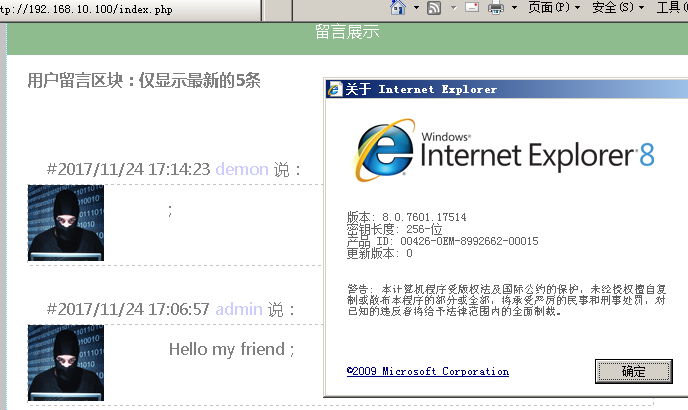 tp://192.168.10.100/index.php
页面(P)
安全(S)
工具(
留言展示
用户留言区块：仅显示最新的5条
关于 Internet Explorer
Windows®
Internet Explorer 8
#2017/11/24 17:14:23 demon 说：
;
版本: 8.0.7601.17514
密钥长度: 256-位
产品 ID: 00426-OEM-8992662-00015
更新版本: 0
警告: 本计算机程序受版权法及国际公约的保护，未经授权擅自复
制或散布本程序的部分或全部，将承受严厉的民事和刑事处罚，对
已知的违反者将给予法律范围内的全面制裁。
#2017/11/24 17:06:57 admin 说：
Hello my friend ;
©2009 Microsoft Corporation
确定